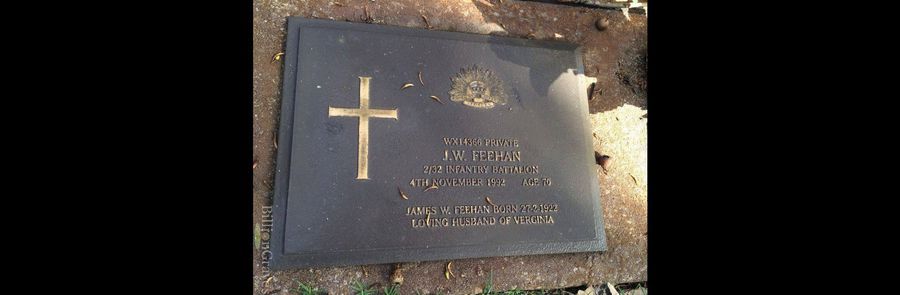 WX14366 PRIVATE
J.W. FEEHAN
2/32 INFANTRY BATTALION
4TH NOVEMBER 1992 AGE 70
JAMES W. FEEHAN BORN 27-2-1922
LOVING HUSBAND OF VERGINIA